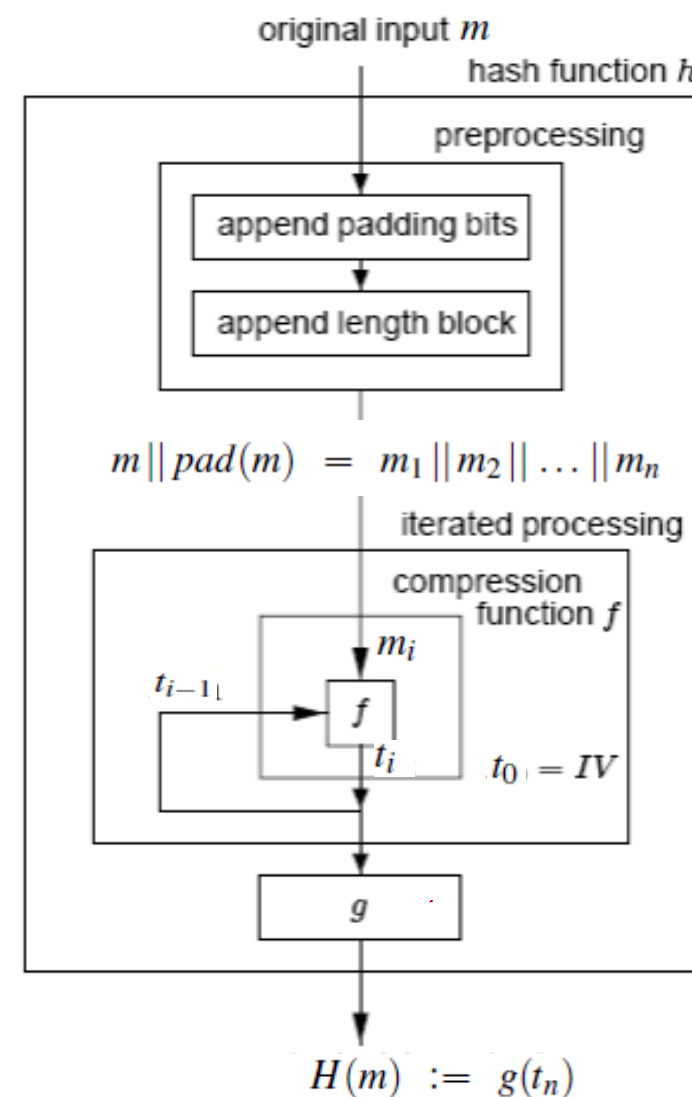 original input m
hash function h
preprocessing
append padding bits
append length block
m || pad(m) = m₁ || m₂ || … || mₙ
iterated processing
compression
function f
mᵢ
tᵢ₋₁
f
tᵢ
t₀ = IV
g
H(m) := g(tₙ)